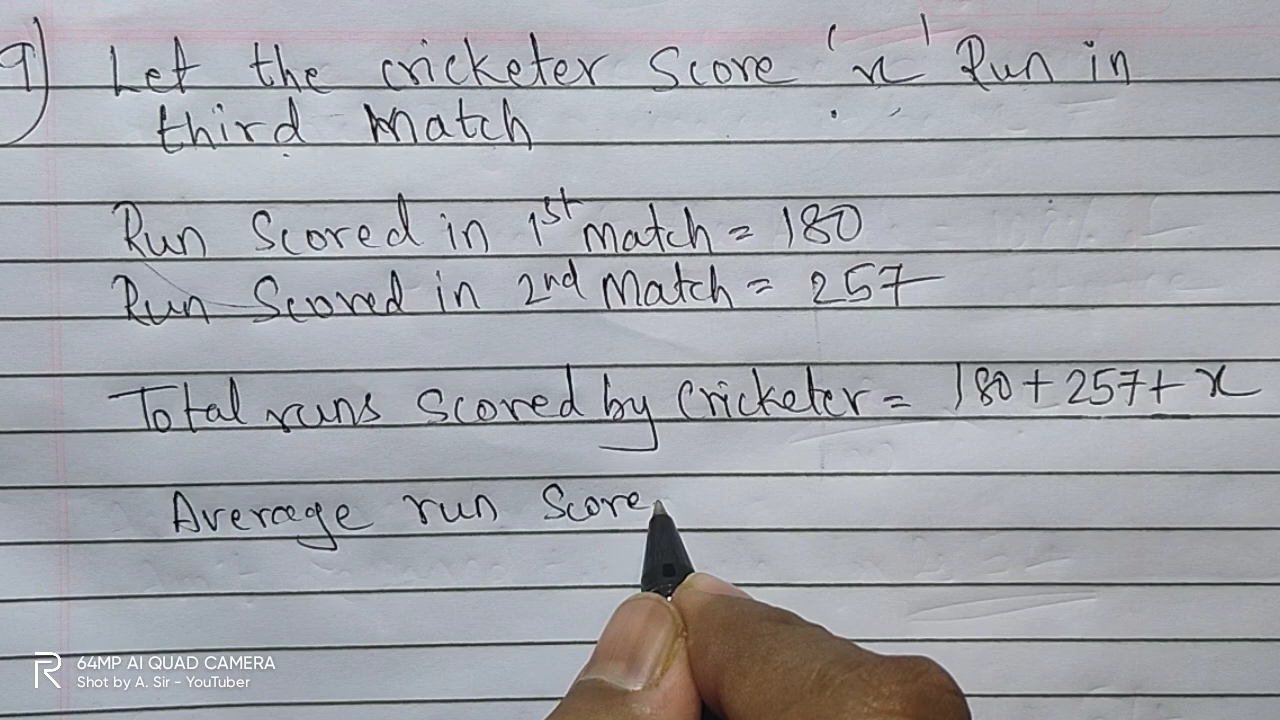 9) Let the cricketer Score 'x' Run in
third Match
Run Scored in 1st Match = 180
Run Scored in 2nd Match = 257
Total runs scored by cricketer = 180 + 257 + x
Average run Score
64MP AI QUAD CAMERA
Shot by A. Sir - YouTuber